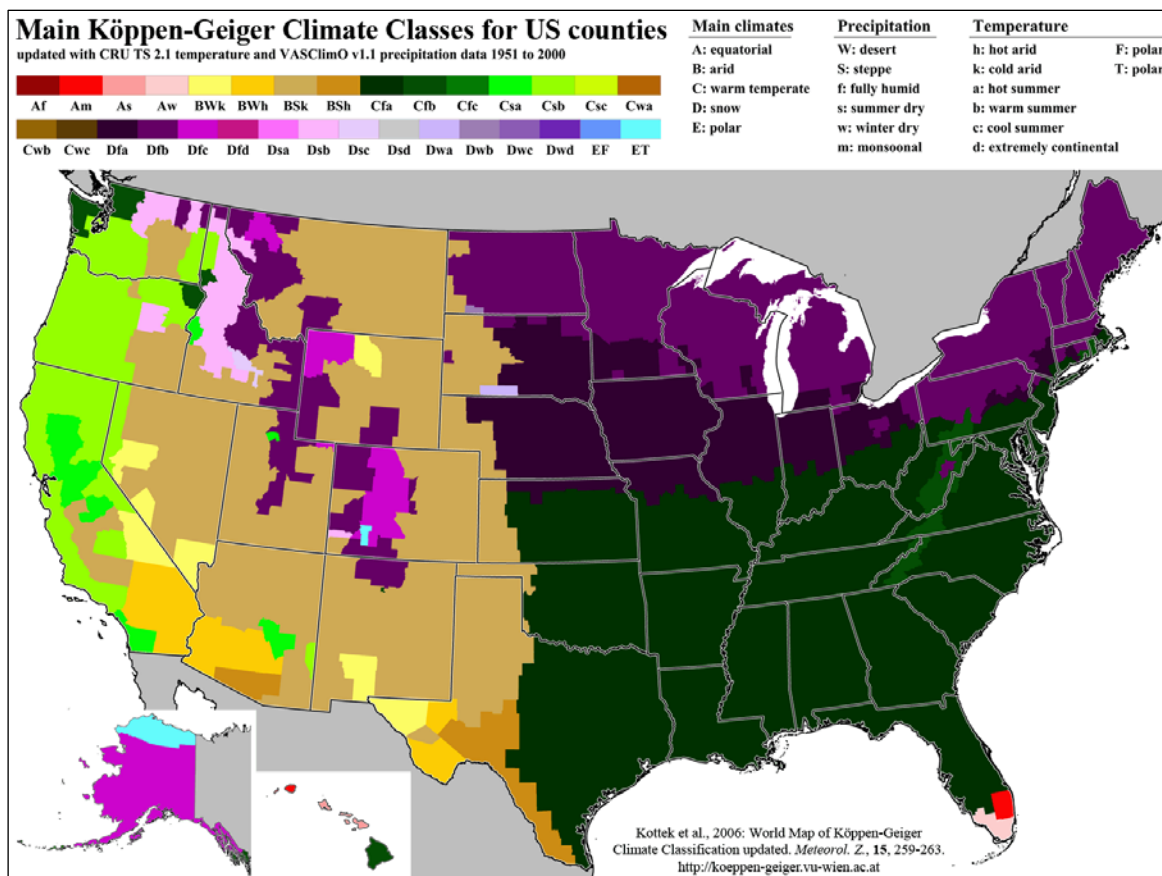 Main Köppen-Geiger Climate Classes for US counties
updated with CRU TS 2.1 temperature and VASClimO v1.1 precipitation data 1951 to 2000
Af Am As Aw BWk BWh BSk BSh Cfa Cfb Cfc Csa Csb Csc Cwa
Cwb Cwc Dfa Dfb Dfc Dfd Dsa Dsb Dsc Dsd Dwa Dwb Dwc Dwd EF ET
Main climates
A: equatorial
B: arid
C: warm temperate
D: snow
E: polar
Precipitation
W: desert
S: steppe
f: fully humid
s: summer dry
w: winter dry
m: monsoonal
Temperature
h: hot arid F: polar
k: cold arid T: polar
a: hot summer
b: warm summer
c: cool summer
d: extremely continental
Kottek et al., 2006: World Map of Köppen-Geiger
Climate Classification updated. Meteorol. Z., 15, 259-263.
http://koeppen-geiger.vu-wien.ac.at